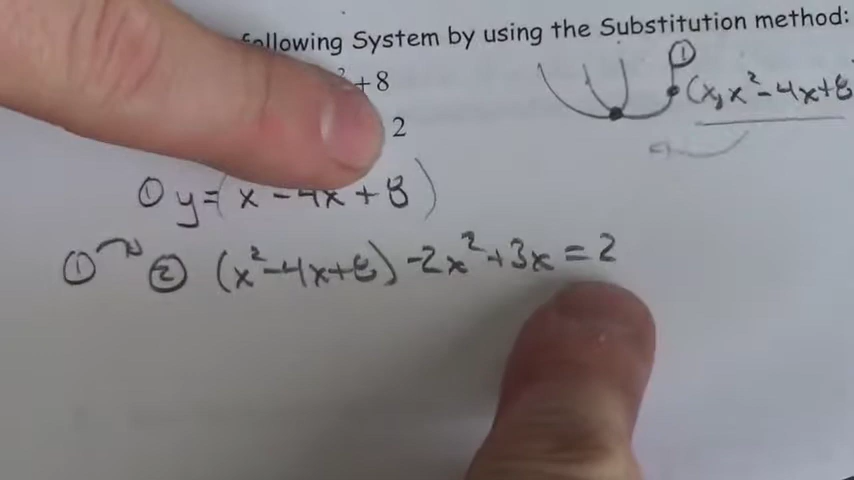 following System by using the Substitution method:
² + 8
2
① (x, x² - 4x + 8
① y = (x - 4x + 8)
① ② (x² - 4x + 8) - 2x² + 3x = 2